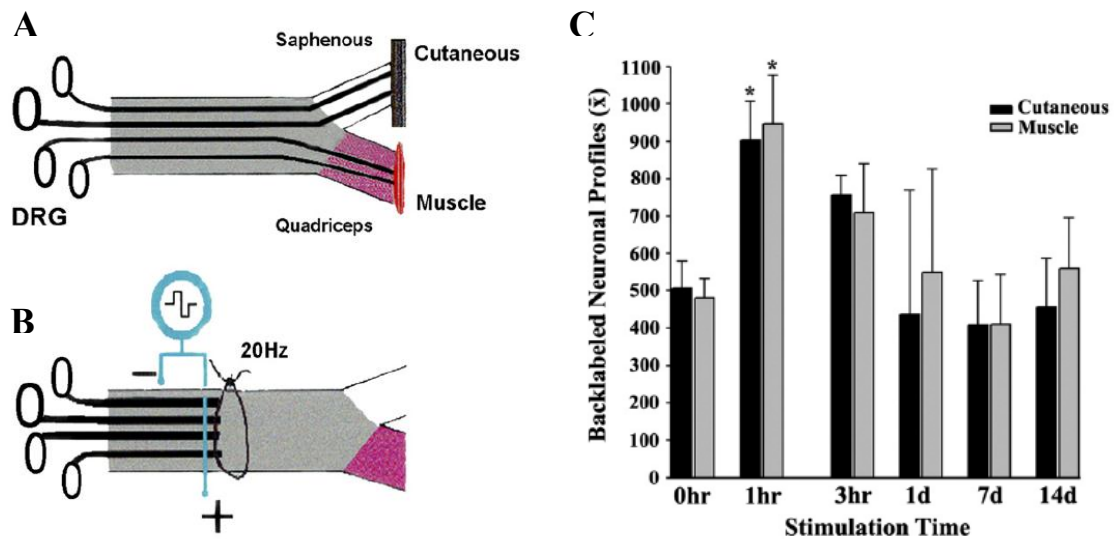 A
Saphenous
Cutaneous
DRG
Quadriceps
Muscle
B
20Hz
−
+
C
Backlabeled Neuronal Profiles (x̄)
1100
1000
900
800
700
600
500
400
300
200
100
0
* *
Cutaneous
Muscle
0hr 1hr 3hr 1d 7d 14d
Stimulation Time